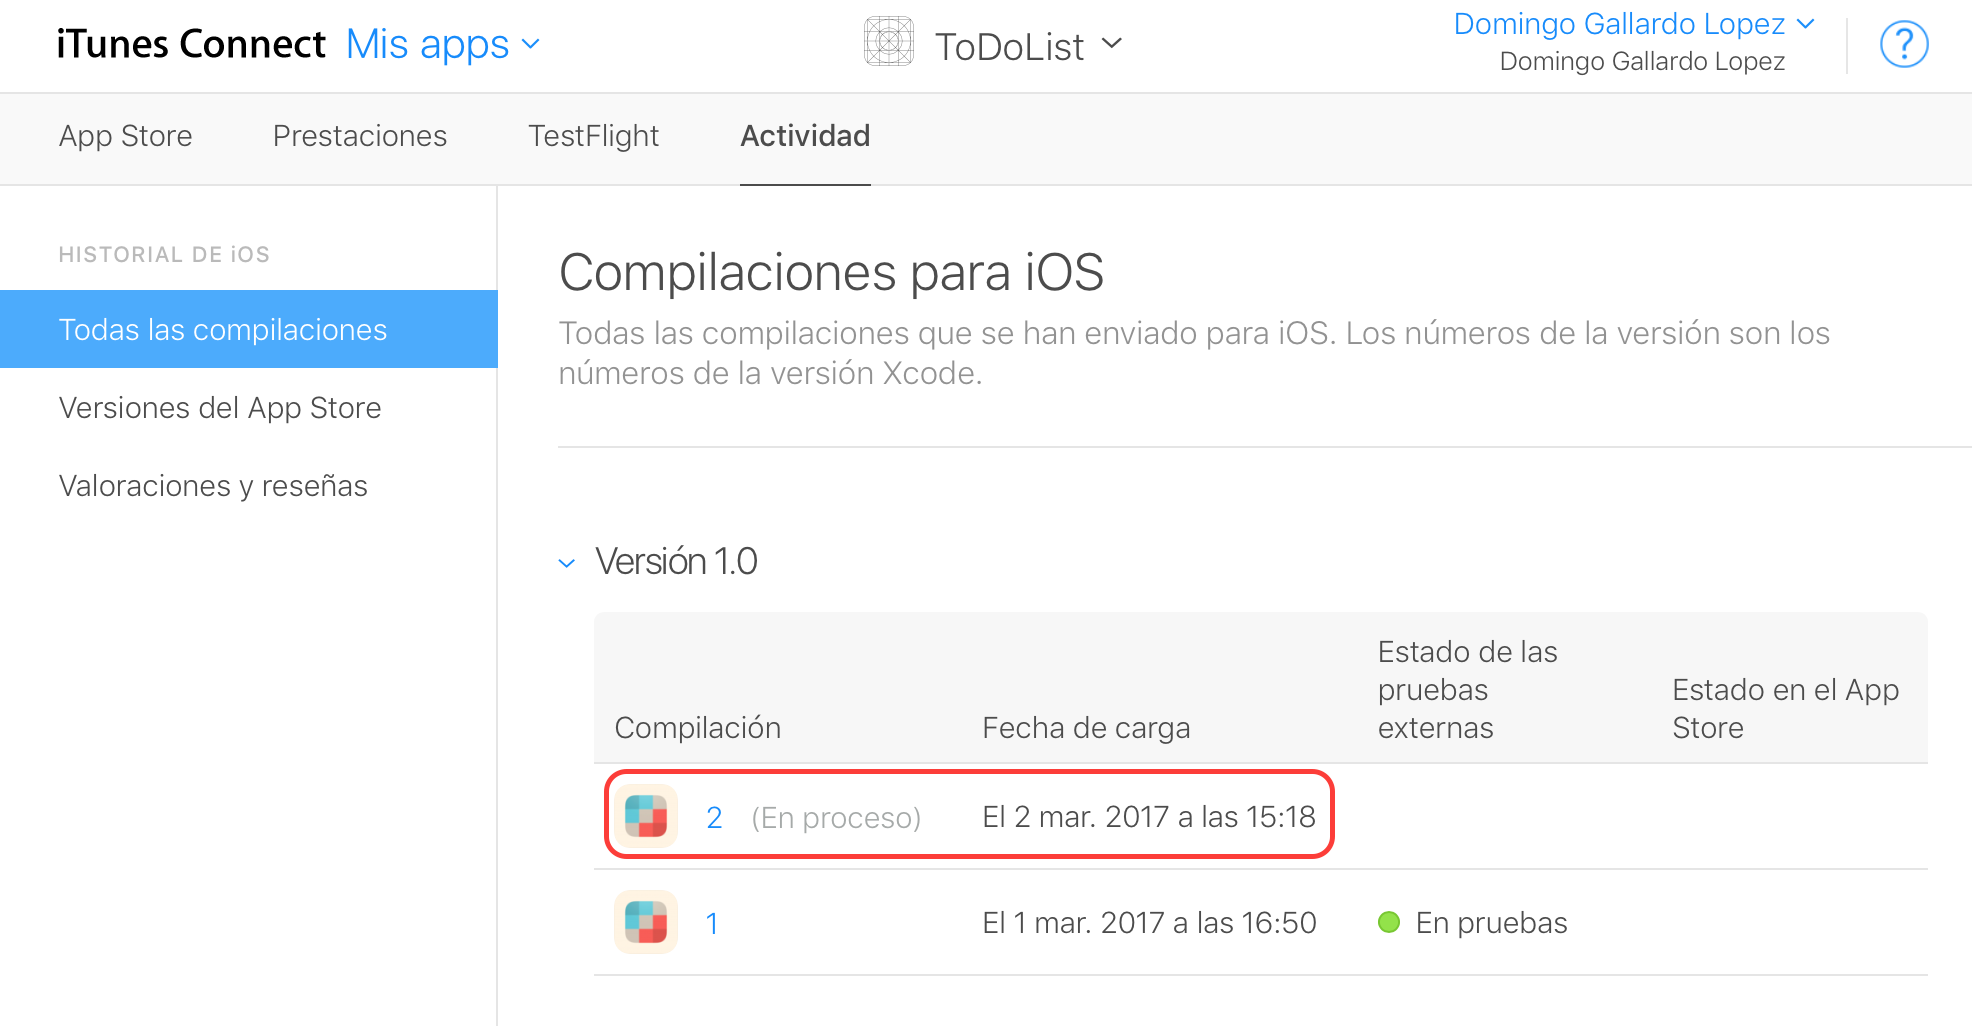 iTunes Connect Mis apps
ToDoList
Domingo Gallardo Lopez
Domingo Gallardo Lopez
?
App Store Prestaciones TestFlight Actividad
HISTORIAL DE iOS
Todas las compilaciones
Versiones del App Store
Valoraciones y reseñas
Compilaciones para iOS
Todas las compilaciones que se han enviado para iOS. Los números de la versión son los
números de la versión Xcode.
Versión 1.0
Compilación
Fecha de carga
Estado de las
pruebas
externas
Estado en el App
Store
2 (En proceso) El 2 mar. 2017 a las 15:18
1 El 1 mar. 2017 a las 16:50 En pruebas